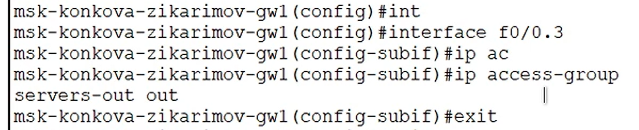 msk-konkova-zikarimov-gw1(config)#int
msk-konkova-zikarimov-gw1(config)#interface f0/0.3
msk-konkova-zikarimov-gw1(config-subif)#ip ac
msk-konkova-zikarimov-gw1(config-subif)#ip access-group
servers-out out
msk-konkova-zikarimov-gw1(config-subif)#exit